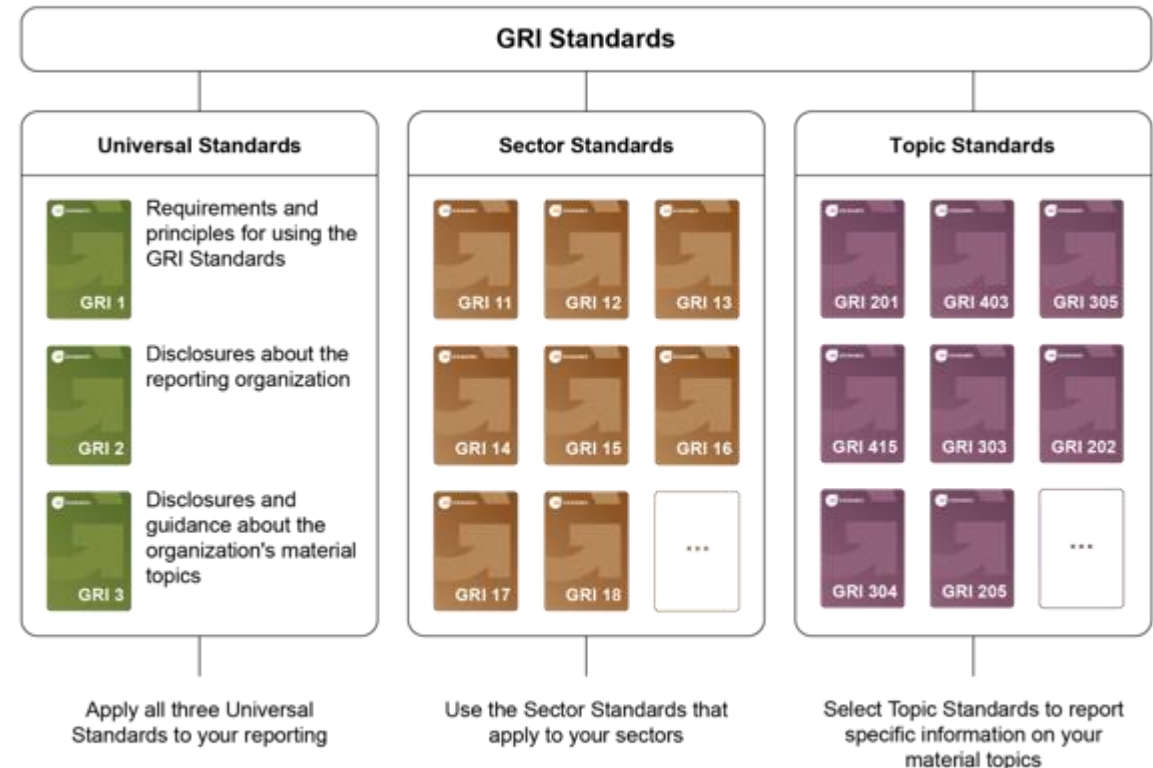 GRI Standards
Universal Standards
GRI 1
Requirements and
principles for using the
GRI Standards
GRI 2
Disclosures about the
reporting organization
GRI 3
Disclosures and
guidance about the
organization's material
topics
Apply all three Universal
Standards to your reporting
Sector Standards
GRI 11 GRI 12 GRI 13
GRI 14 GRI 15 GRI 16
GRI 17 GRI 18 ...
Use the Sector Standards that
apply to your sectors
Topic Standards
GRI 201 GRI 403 GRI 305
GRI 415 GRI 303 GRI 202
GRI 304 GRI 205 ...
Select Topic Standards to report
specific information on your
material topics